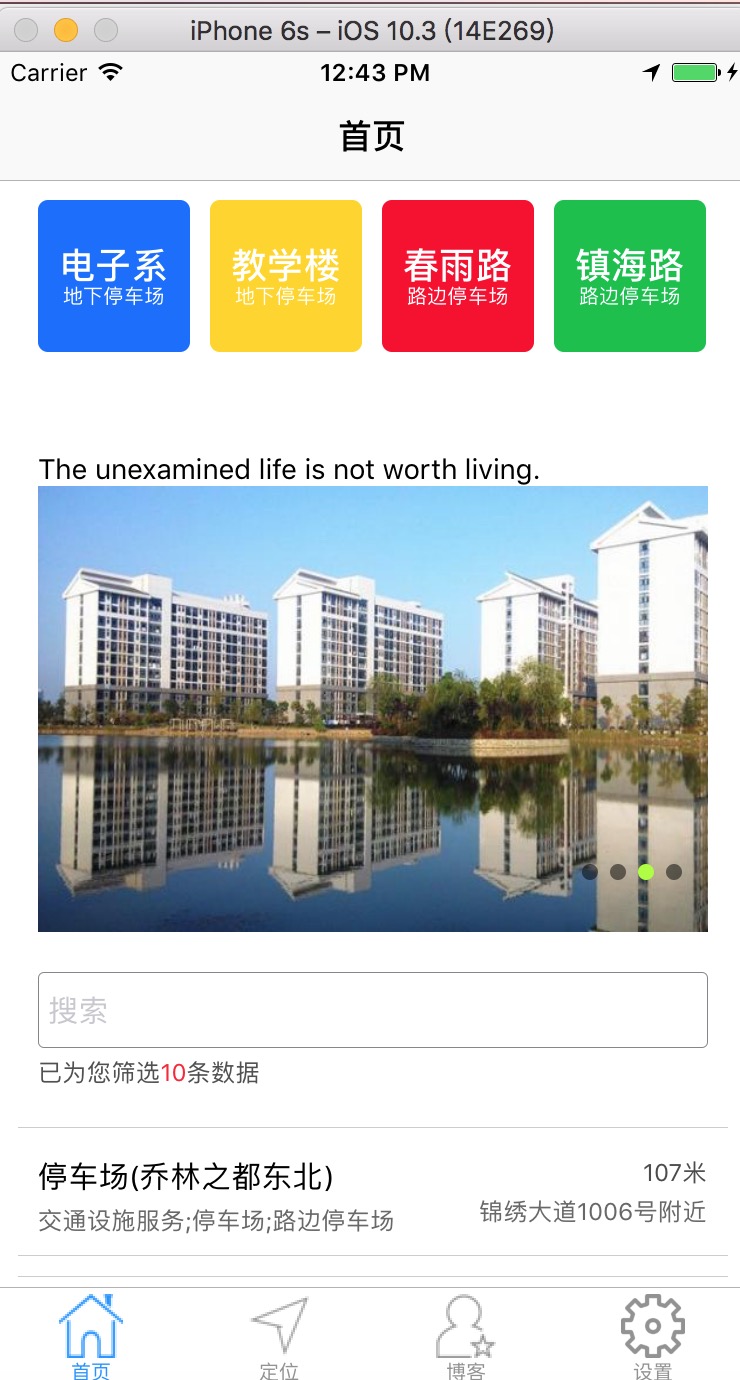 iPhone 6s – iOS 10.3 (14E269)
Carrier 12:43 PM
首页
电子系 教学楼 春雨路 镇海路
地下停车场 地下停车场 路边停车场 路边停车场
The unexamined life is not worth living.
搜索
已为您筛选10条数据
停车场(乔林之都东北) 107米
交通设施服务;停车场;路边停车场 锦绣大道1006号附近
首页 定位 博客 设置